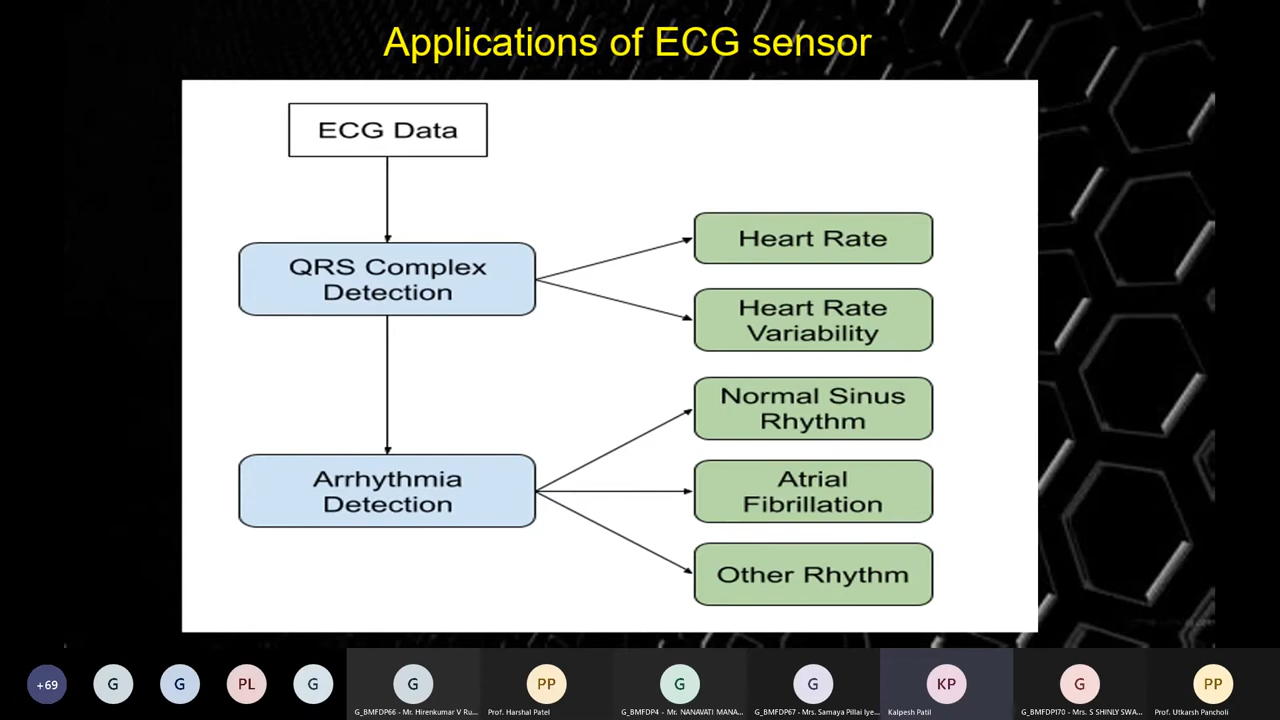 Applications of ECG sensor
ECG Data
QRS Complex
Detection
Heart Rate
Heart Rate
Variability
Arrhythmia
Detection
Normal Sinus
Rhythm
Atrial
Fibrillation
Other Rhythm
+69
G
G
PL
G
G
PP
G
G
KP
G
PP
G_BMFDP66 - Mr. Hirenkumar V Ru...
Prof. Harshal Patel
G_BMFDP4 - Mr. NANAVATI MANA...
G_BMFDP67 - Mrs. Samaya Pillai Iye...
Kalpesh Patil
G_BMFDP170 - Mrs. S SHINLY SWA...
Prof. Utkarsh Pancholi